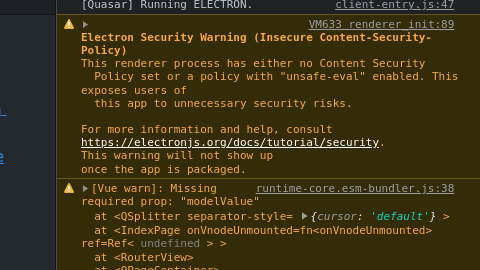 [Quasar] Running ELECTRON. client-entry.js:47
VM633 renderer_init:89
Electron Security Warning (Insecure Content-Security-
Policy)
This renderer process has either no Content Security
Policy set or a policy with "unsafe-eval" enabled. This
exposes users of
this app to unnecessary security risks.
For more information and help, consult
https://electronjs.org/docs/tutorial/security.
This warning will not show up
once the app is packaged.
[Vue warn]: Missing runtime-core.esm-bundler.js:38
required prop: "modelValue"
at <QSplitter separator-style= {cursor: 'default'} >
at <IndexPage onVnodeUnmounted=fn<onVnodeUnmounted>
ref=Ref< undefined > >
at <RouterView>
at <QPageContainer>